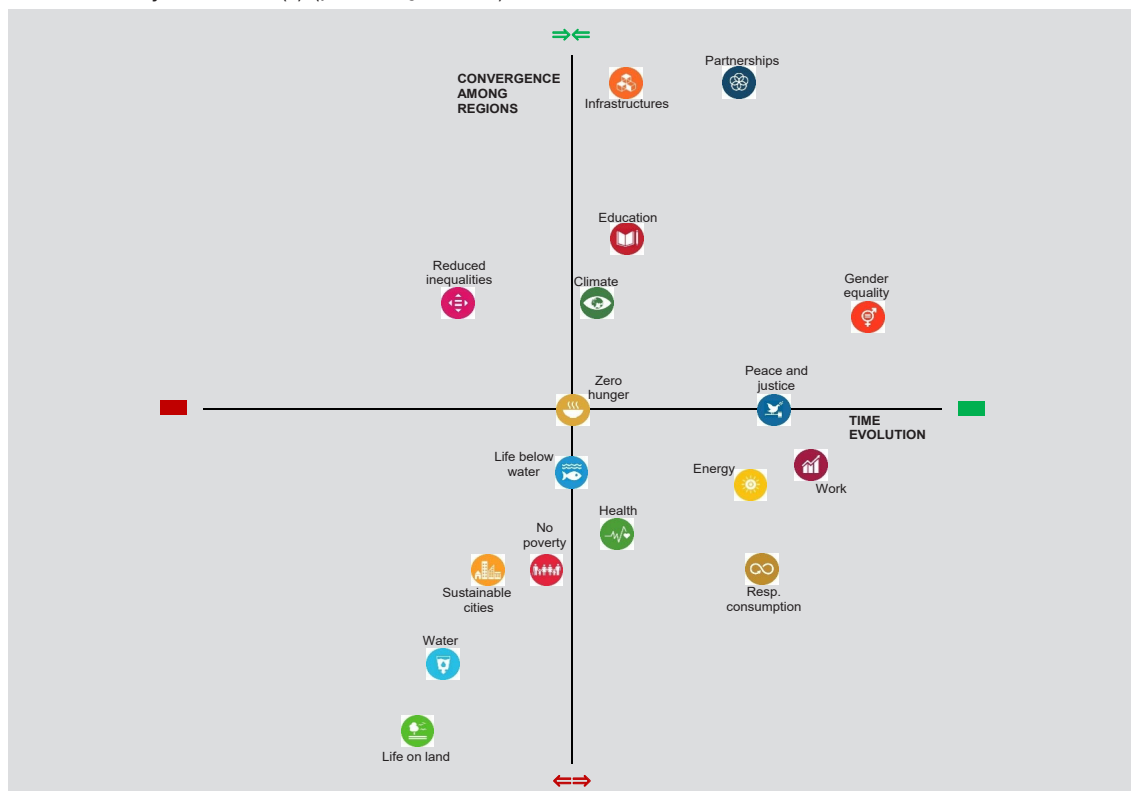 Partnerships
CONVERGENCE
AMONG
REGIONS
Infrastructures
Education
Reduced
inequalities
Climate
Gender
equality
Zero
hunger
Peace and
justice
TIME
EVOLUTION
Life below
water
Energy
Work
Health
No
poverty
Sustainable
cities
Resp.
consumption
Water
Life on land